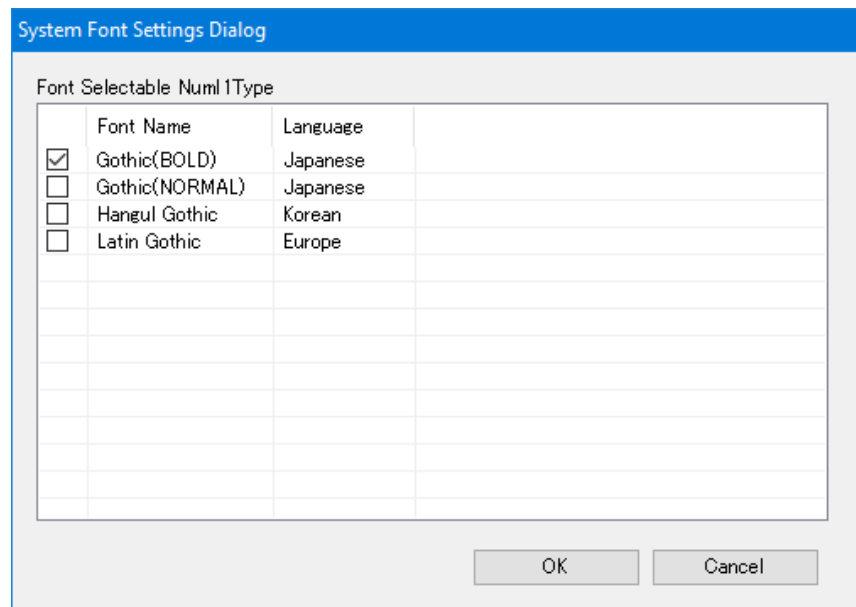 System Font Settings Dialog
Font Selectable Numl1Type
Font Name Language
Gothic(BOLD) Japanese
Gothic(NORMAL) Japanese
Hangul Gothic Korean
Latin Gothic Europe
OK Cancel